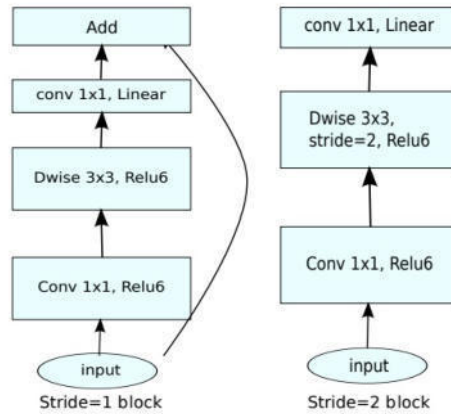 Add
conv 1x1, Linear
Dwise 3x3, Relu6
Conv 1x1, Relu6
input
Stride=1 block
conv 1x1, Linear
Dwise 3x3,
stride=2, Relu6
Conv 1x1, Relu6
input
Stride=2 block